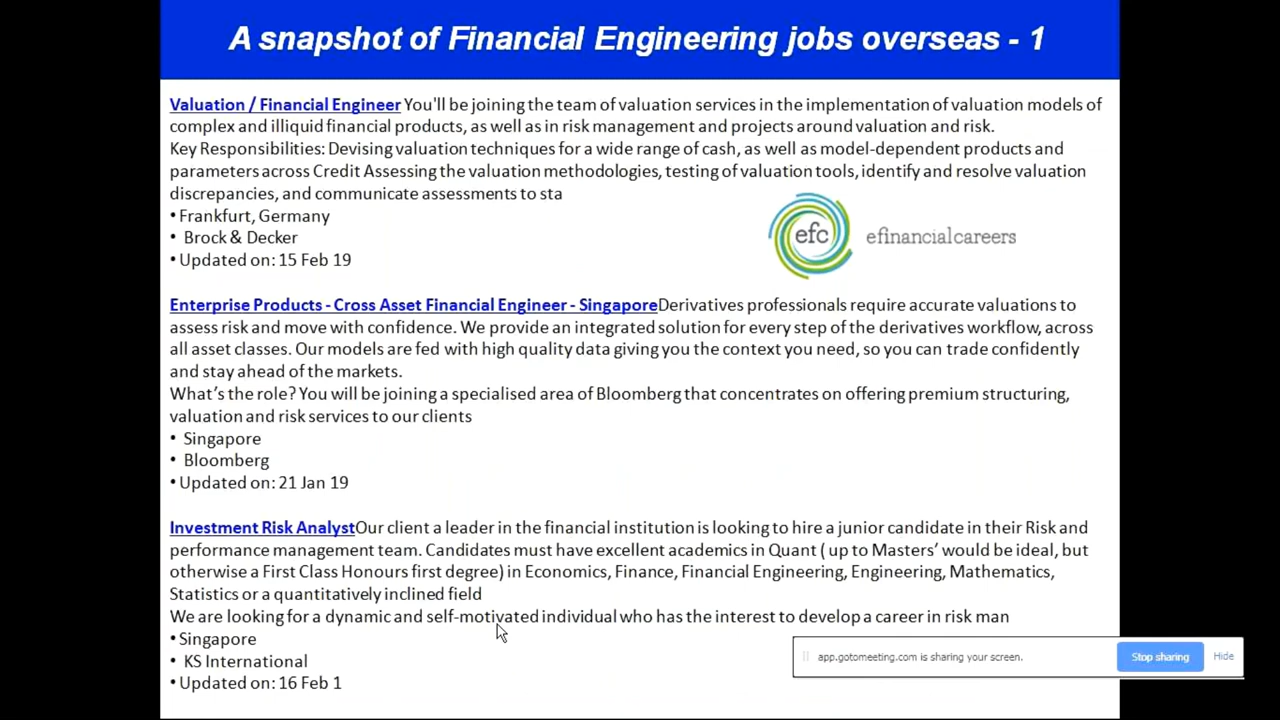 A snapshot of Financial Engineering jobs overseas - 1
Valuation / Financial Engineer You'll be joining the team of valuation services in the implementation of valuation models of
complex and illiquid financial products, as well as in risk management and projects around valuation and risk.
Key Responsibilities: Devising valuation techniques for a wide range of cash, as well as model-dependent products and
parameters across Credit Assessing the valuation methodologies, testing of valuation tools, identify and resolve valuation
discrepancies, and communicate assessments to sta
• Frankfurt, Germany
• Brock & Decker
• Updated on: 15 Feb 19
efc efinancialcareers
Enterprise Products - Cross Asset Financial Engineer - SingaporeDerivatives professionals require accurate valuations to
assess risk and move with confidence. We provide an integrated solution for every step of the derivatives workflow, across
all asset classes. Our models are fed with high quality data giving you the context you need, so you can trade confidently
and stay ahead of the markets.
What's the role? You will be joining a specialised area of Bloomberg that concentrates on offering premium structuring,
valuation and risk services to our clients
• Singapore
• Bloomberg
• Updated on: 21 Jan 19
Investment Risk AnalystOur client a leader in the financial institution is looking to hire a junior candidate in their Risk and
performance management team. Candidates must have excellent academics in Quant ( up to Masters' would be ideal, but
otherwise a First Class Honours first degree) in Economics, Finance, Financial Engineering, Engineering, Mathematics,
Statistics or a quantitatively inclined field
We are looking for a dynamic and self-motivated individual who has the interest to develop a career in risk man
• Singapore
• KS International
• Updated on: 16 Feb 1
app.gotomeeting.com is sharing your screen.
Stop sharing
Hide